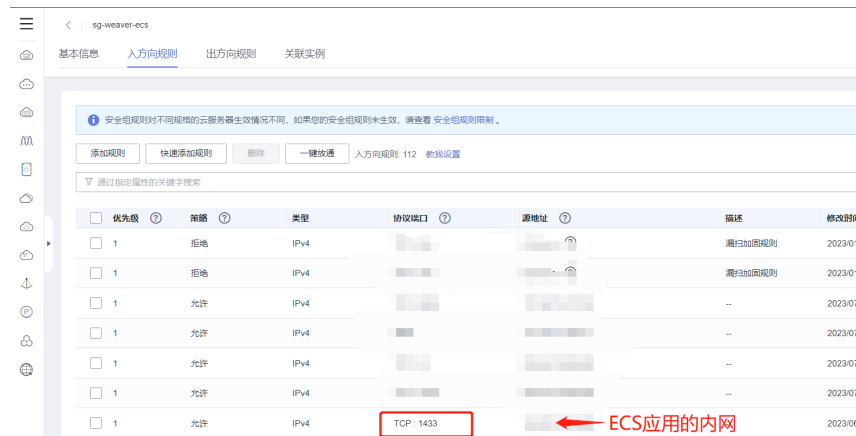 sg-weaver-ecs
基本信息 入方向规则 出方向规则 关联实例
安全组规则对不同规格的云服务器生效情况不同，如果您的安全组规则未生效，请查看 安全组规则限制 。
添加规则 快速添加规则 删除 一键放通 入方向规则: 112 教我设置
通过指定属性的关键字搜索
优先级 策略 类型 协议端口 源地址 描述 修改时间
1 拒绝 IPv4 漏扫加固规则 2023/01
1 拒绝 IPv4 漏扫加固规则 2023/01
1 允许 IPv4 -- 2023/07
1 允许 IPv4 -- 2023/07
1 允许 IPv4 -- 2023/07
1 允许 IPv4 -- 2023/07
1 允许 IPv4 TCP : 1433 ECS应用的内网 2023/06